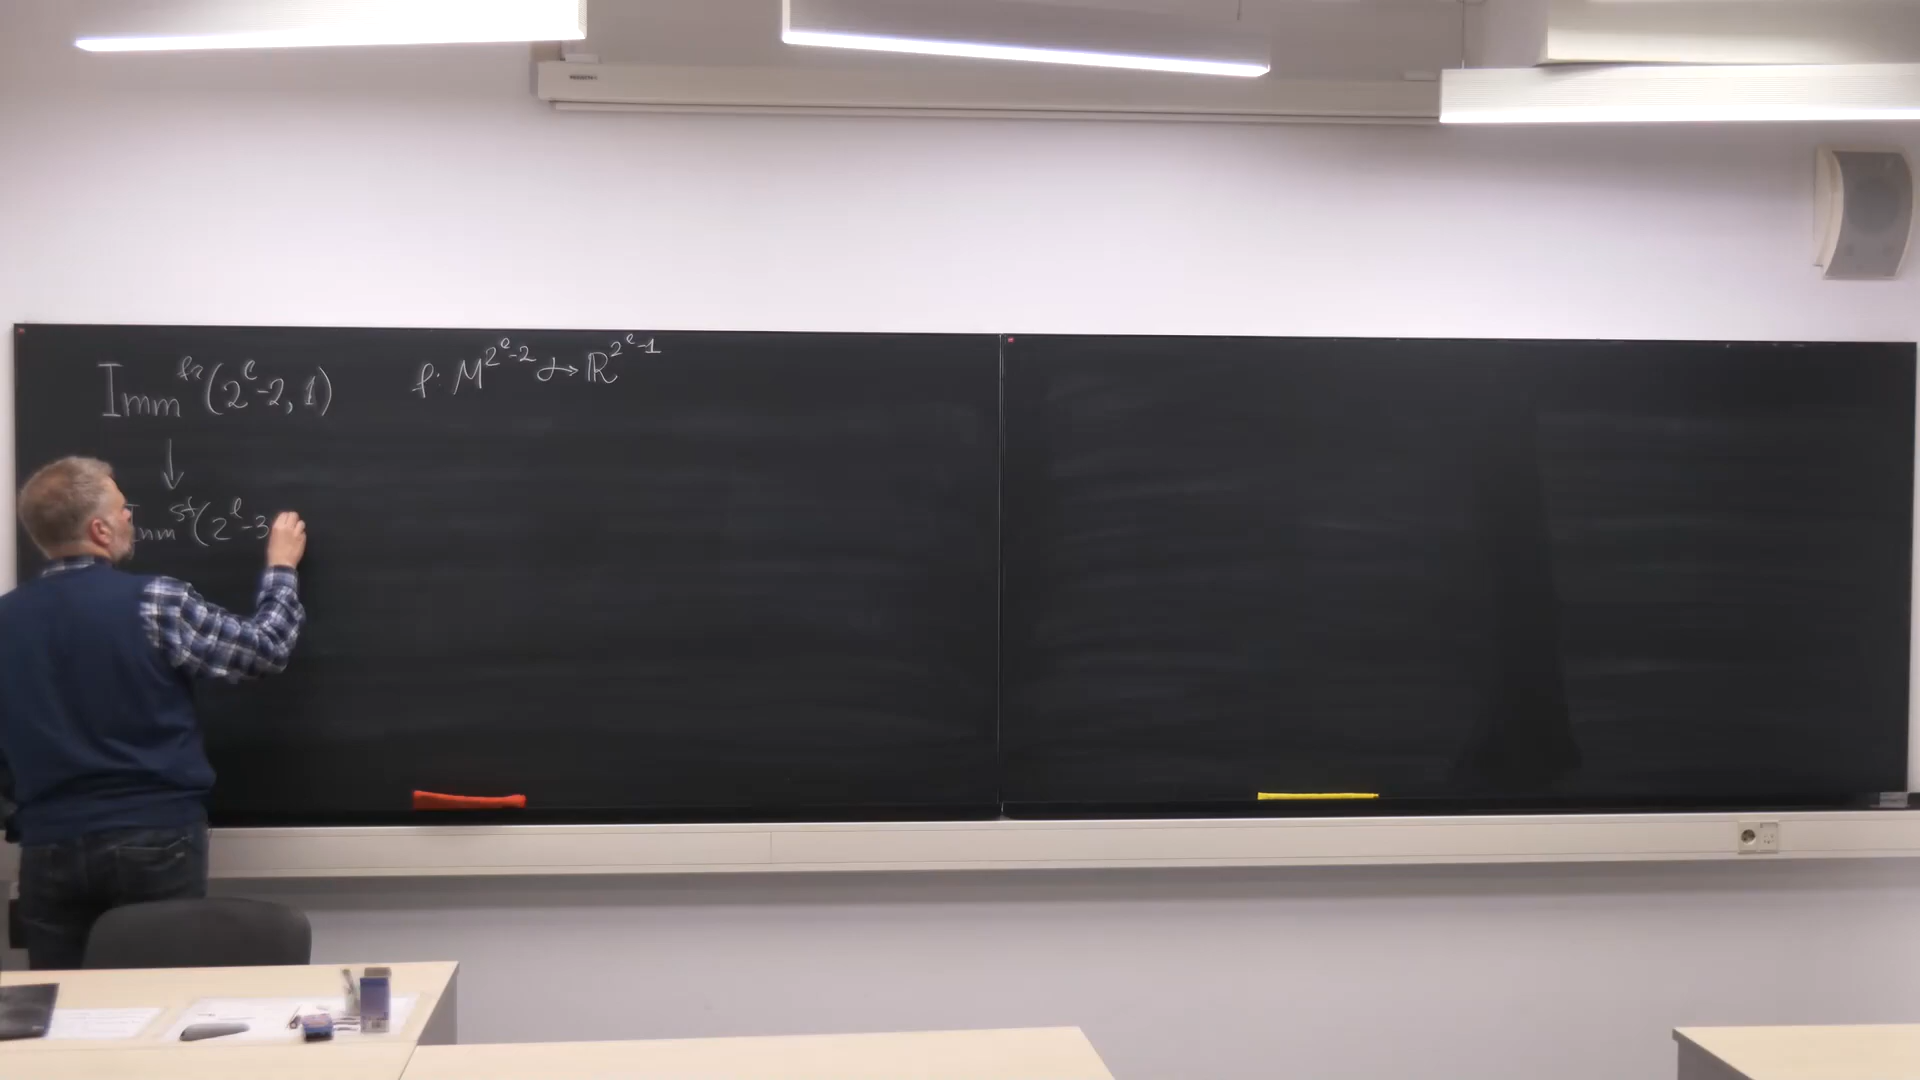 Imm^fr(2^ℓ-2, 1) f: M^{2^ℓ-2} ↬ ℝ^{2^ℓ-1}
↓
Imm^sf(2^ℓ-3